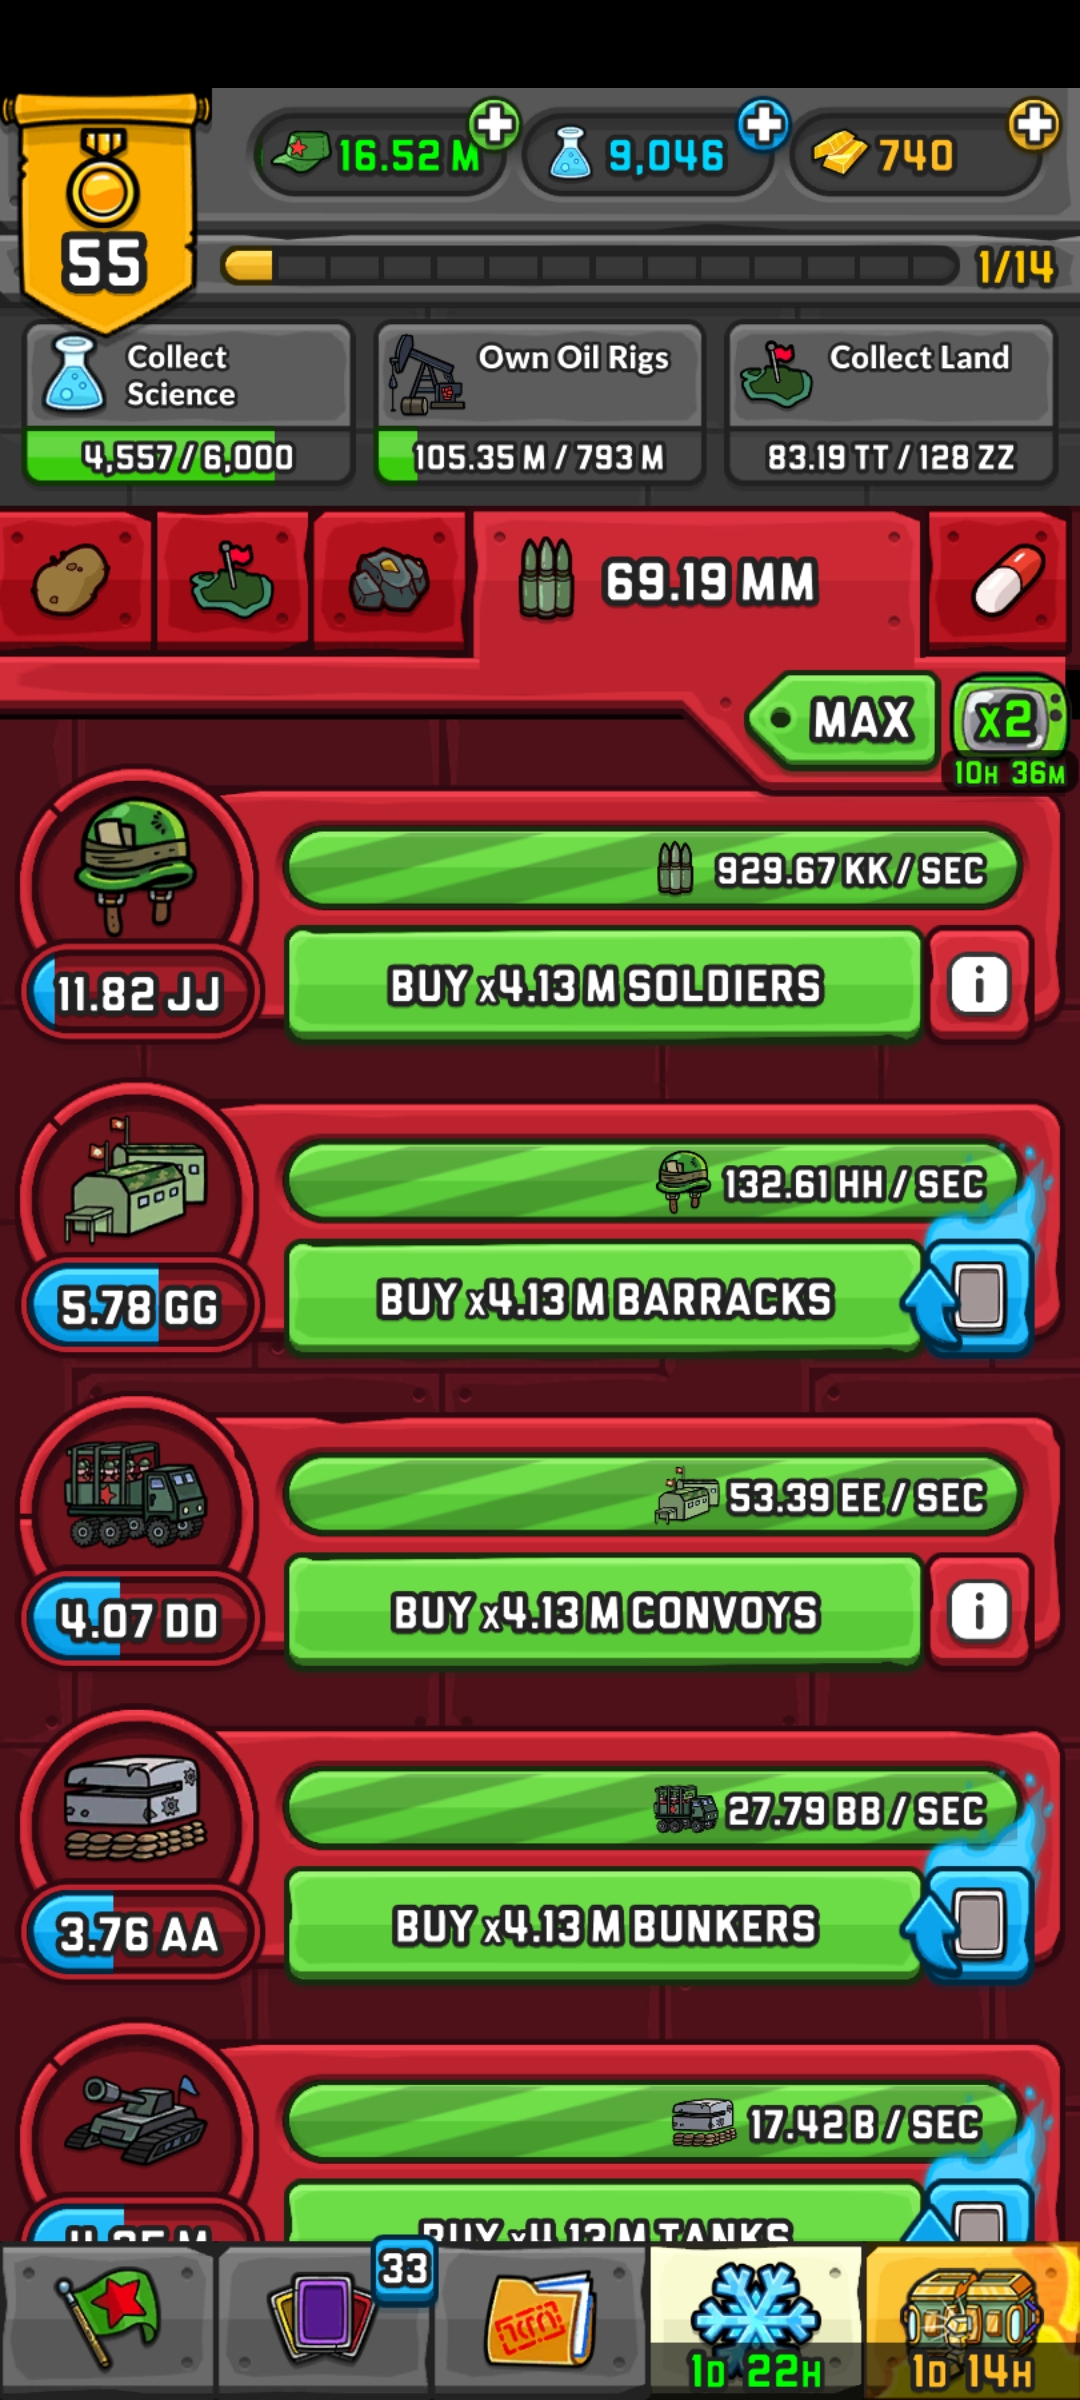 16.52 M
9,046
740
55
1/14
Collect Science
Own Oil Rigs
Collect Land
4,557 / 6,000
105.35 M / 793 M
83.19 TT / 128 ZZ
69.19 MM
MAX
x2
10H 36M
929.67 KK / SEC
11.82 JJ
BUY x4.13 M SOLDIERS
132.61 HH / SEC
5.78 GG
BUY x4.13 M BARRACKS
53.39 EE / SEC
4.07 DD
BUY x4.13 M CONVOYS
27.79 BB / SEC
3.76 AA
BUY x4.13 M BUNKERS
17.42 B / SEC
BUY x4.13 M TANKS
33
1D 22H
1D 14H